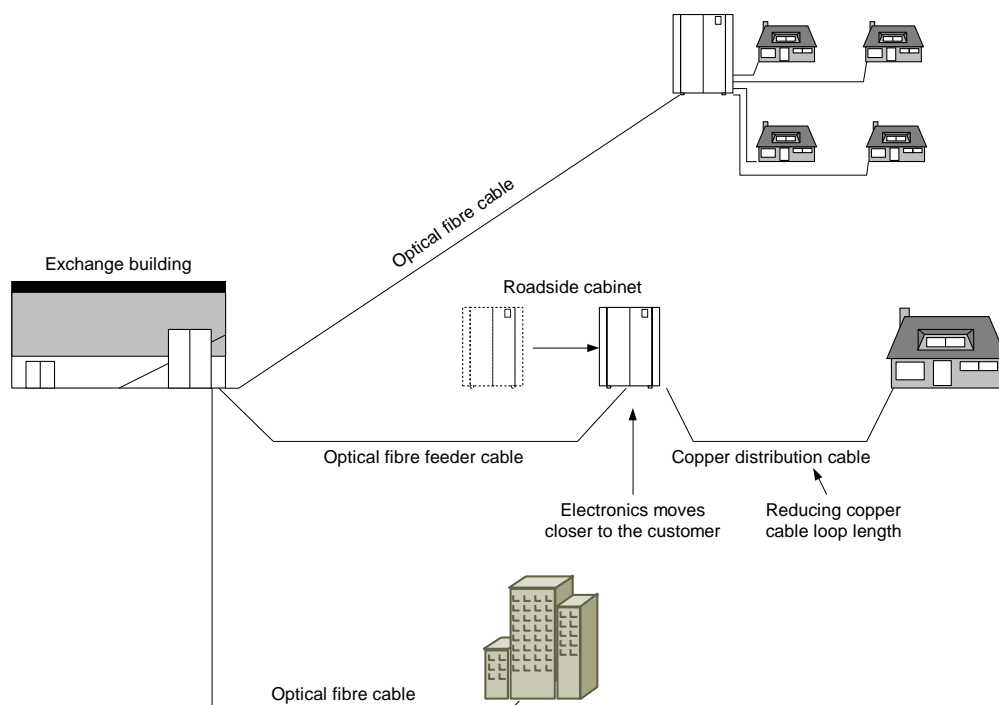 Optical fibre cable
Exchange building
Roadside cabinet
Optical fibre feeder cable
Copper distribution cable
Electronics moves
closer to the customer
Reducing copper
cable loop length
Optical fibre cable